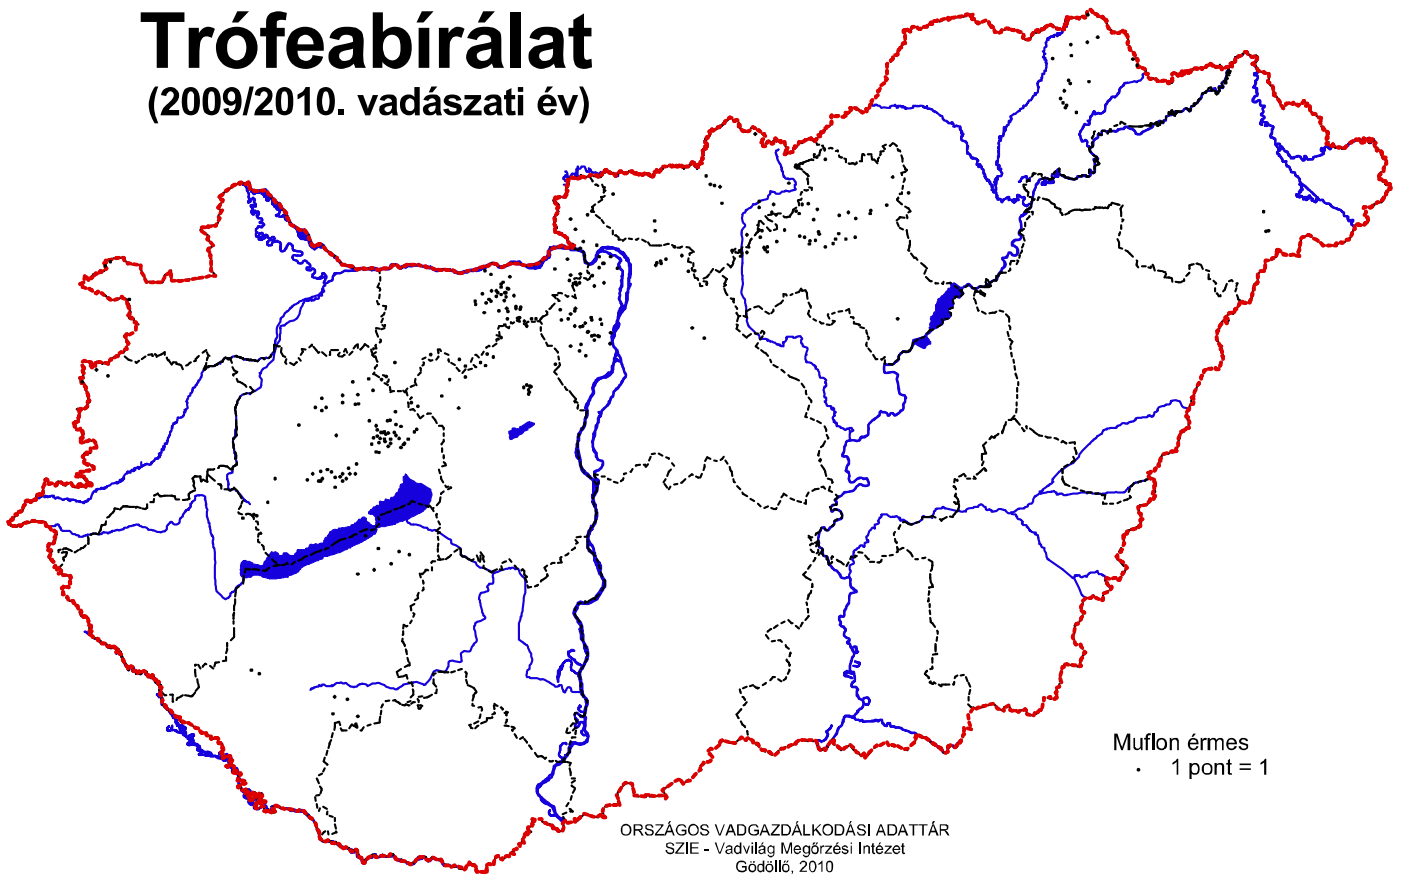 Trófeabírálat
(2009/2010. vadászati év)
Muflon érmes
1 pont = 1
ORSZÁGOS VADGAZDÁLKODÁSI ADATTÁR
SZIE - Vadvilág Megőrzési Intézet
Gödöllő, 2010